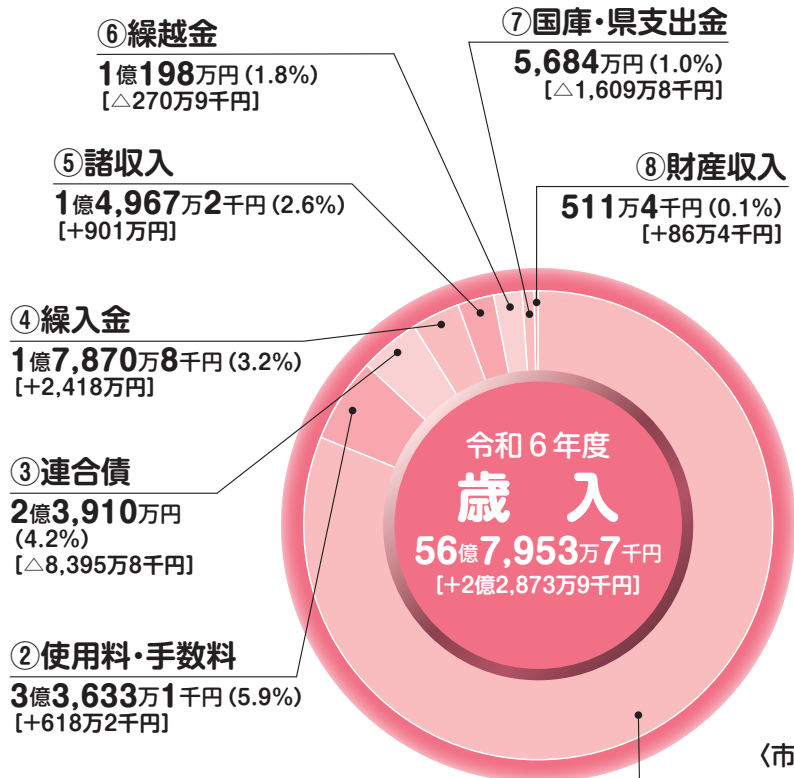 ⑥繰越金
1億198万円(1.8%)
[△270万9千円]
⑦国庫・県支出金
5,684万円(1.0%)
[△1,609万8千円]
⑤諸収入
1億4,967万2千円(2.6%)
[+901万円]
⑧財産収入
511万4千円(0.1%)
[+86万4千円]
④繰入金
1億7,870万8千円(3.2%)
[+2,418万円]
③連合債
2億3,910万円
(4.2%)
[△8,395万8千円]
②使用料・手数料
3億3,633万1千円(5.9%)
[+618万2千円]
令和6年度
歳 入
56億7,953万7千円
[+2億2,873万9千円]
〈市